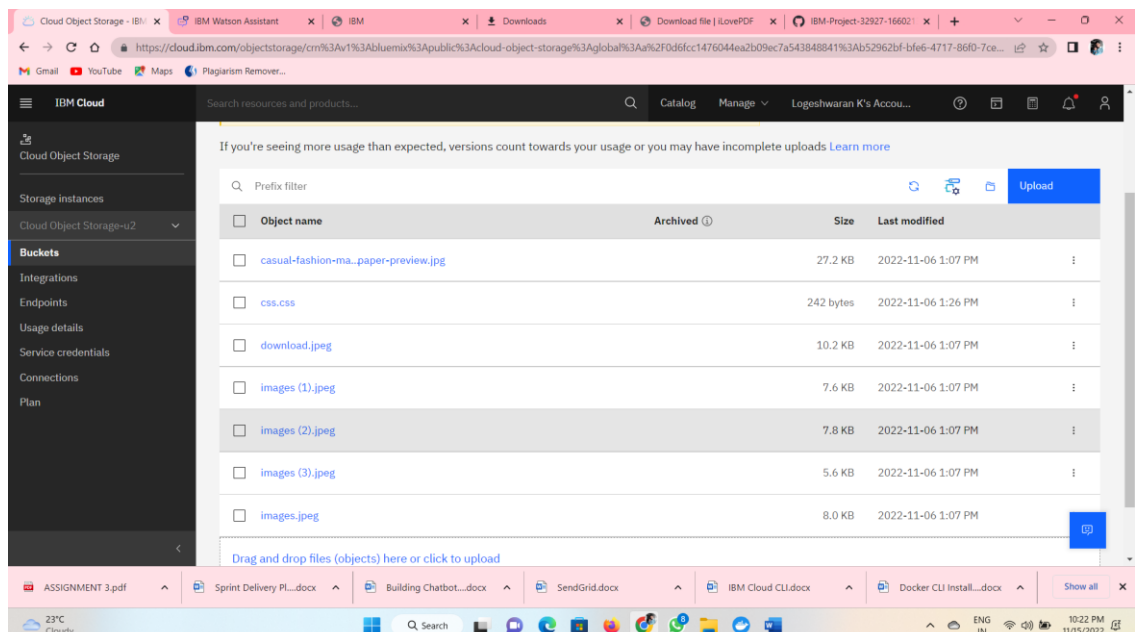 Cloud Object Storage - IBM
IBM Watson Assistant
IBM
Downloads
Download file | iLovePDF
IBM-Project-32927-166021
https://cloud.ibm.com/objectstorage/crn%3Av1%3Abluemix%3Apublic%3Acloud-object-storage%3Aglobal%3Aa%2F0d6fcc1476044ea2b09ec7a543848841%3Ab52962bf-bfe6-4717-86f0-7ce...
Gmail YouTube Maps Plagiarism Remover...
IBM Cloud
Search resources and products...
Catalog Manage Logeshwaran K's Accou...
Cloud Object Storage
Storage instances
Cloud Object Storage-u2
Buckets
Integrations
Endpoints
Usage details
Service credentials
Connections
Plan
If you're seeing more usage than expected, versions count towards your usage or you may have incomplete uploads Learn more
Prefix filter
Upload
Object name Archived Size Last modified
casual-fashion-ma..paper-preview.jpg 27.2 KB 2022-11-06 1:07 PM
css.css 242 bytes 2022-11-06 1:26 PM
download.jpeg 10.2 KB 2022-11-06 1:07 PM
images (1).jpeg 7.6 KB 2022-11-06 1:07 PM
images (2).jpeg 7.8 KB 2022-11-06 1:07 PM
images (3).jpeg 5.6 KB 2022-11-06 1:07 PM
images.jpeg 8.0 KB 2022-11-06 1:07 PM
Drag and drop files (objects) here or click to upload
ASSIGNMENT 3.pdf
Sprint Delivery Pl....docx
Building Chatbot....docx
SendGrid.docx
IBM Cloud CLI.docx
Docker CLI Install....docx
Show all
23°C
Cloudy
Search
ENG
IN
10:22 PM
11/15/2022